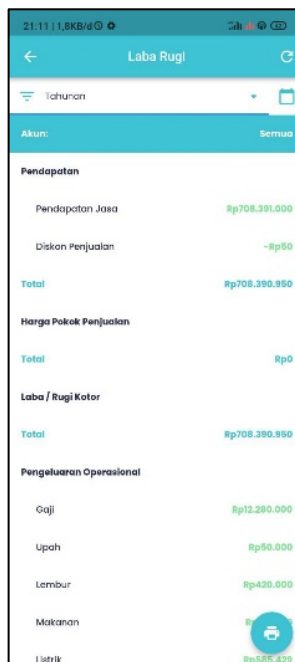 21:11 | 1,8KB/d
Laba Rugi
Tahunan
Akun: Semua
Pendapatan
Pendapatan Jasa Rp708.391.000
Diskon Penjualan -Rp50
Total Rp708.390.950
Harga Pokok Penjualan
Total Rp0
Laba / Rugi Kotor
Total Rp708.390.950
Pengeluaran Operasional
Gaji Rp12.280.000
Upah Rp50.000
Lembur Rp420.000
Makanan
Listrik Rp585.429